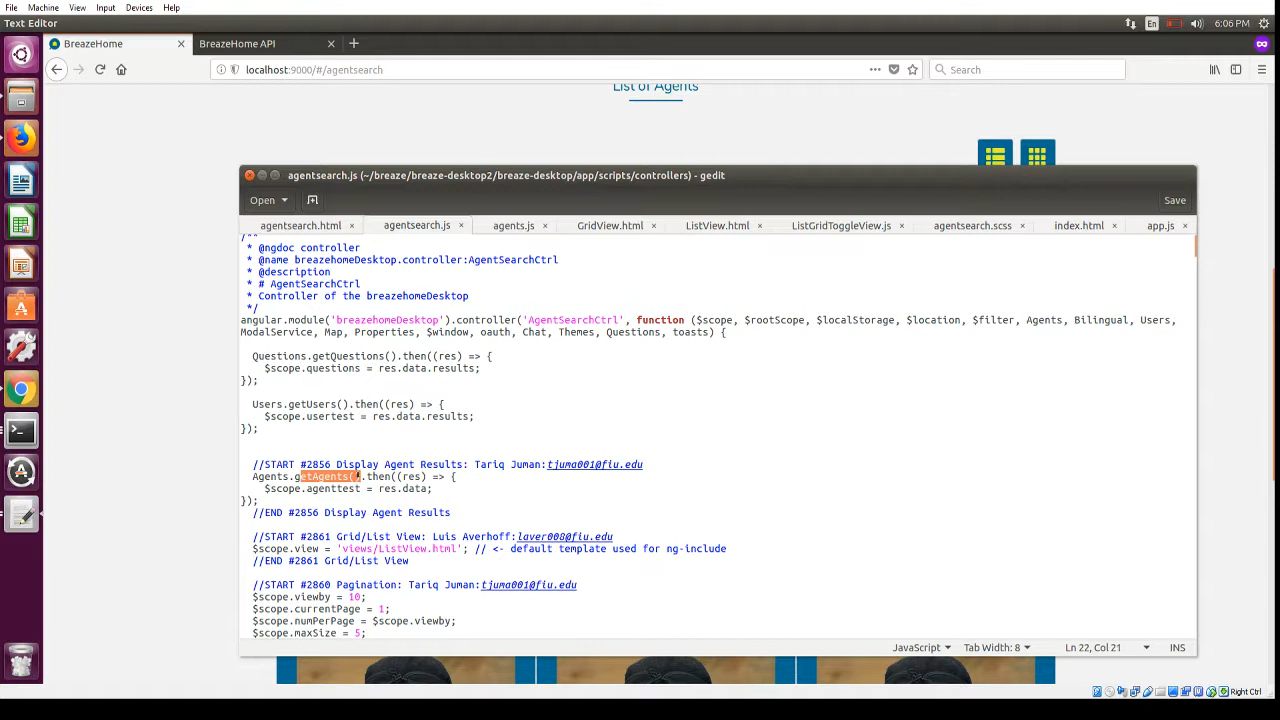 File Machine View Input Devices Help
Text Editor
En
6:06 PM
BreazeHome
BreazeHome API
localhost:9000/#/agentsearch
Search
List of Agents
agentsearch.js (~/breaze/breaze-desktop2/breaze-desktop/app/scripts/controllers) - gedit
Open
Save
agentsearch.html agentsearch.js agents.js GridView.html ListView.html ListGridToggleView.js agentsearch.scss index.html app.js
/**
* @ngdoc controller
* @name breazehomeDesktop.controller:AgentSearchCtrl
* @description
* # AgentSearchCtrl
* Controller of the breazehomeDesktop
*/
angular.module('breazehomeDesktop').controller('AgentSearchCtrl', function ($scope, $rootScope, $localStorage, $location, $filter, Agents, Bilingual, Users,
ModalService, Map, Properties, $window, oauth, Chat, Themes, Questions, toasts) {
Questions.getQuestions().then((res) => {
$scope.questions = res.data.results;
});
Users.getUsers().then((res) => {
$scope.usertest = res.data.results;
});
//START #2856 Display Agent Results: Tariq Juman:tjuma001@fiu.edu
Agents.getAgents().then((res) => {
$scope.agenttest = res.data;
});
//END #2856 Display Agent Results
//START #2861 Grid/List View: Luis Averhoff:laver008@fiu.edu
$scope.view = 'views/ListView.html'; // <- default template used for ng-include
//END #2861 Grid/List View
//START #2860 Pagination: Tariq Juman:tjuma001@fiu.edu
$scope.viewby = 10;
$scope.currentPage = 1;
$scope.numPerPage = $scope.viewby;
$scope.maxSize = 5;
JavaScript
Tab Width: 8
Ln 22, Col 21
INS
Right Ctrl